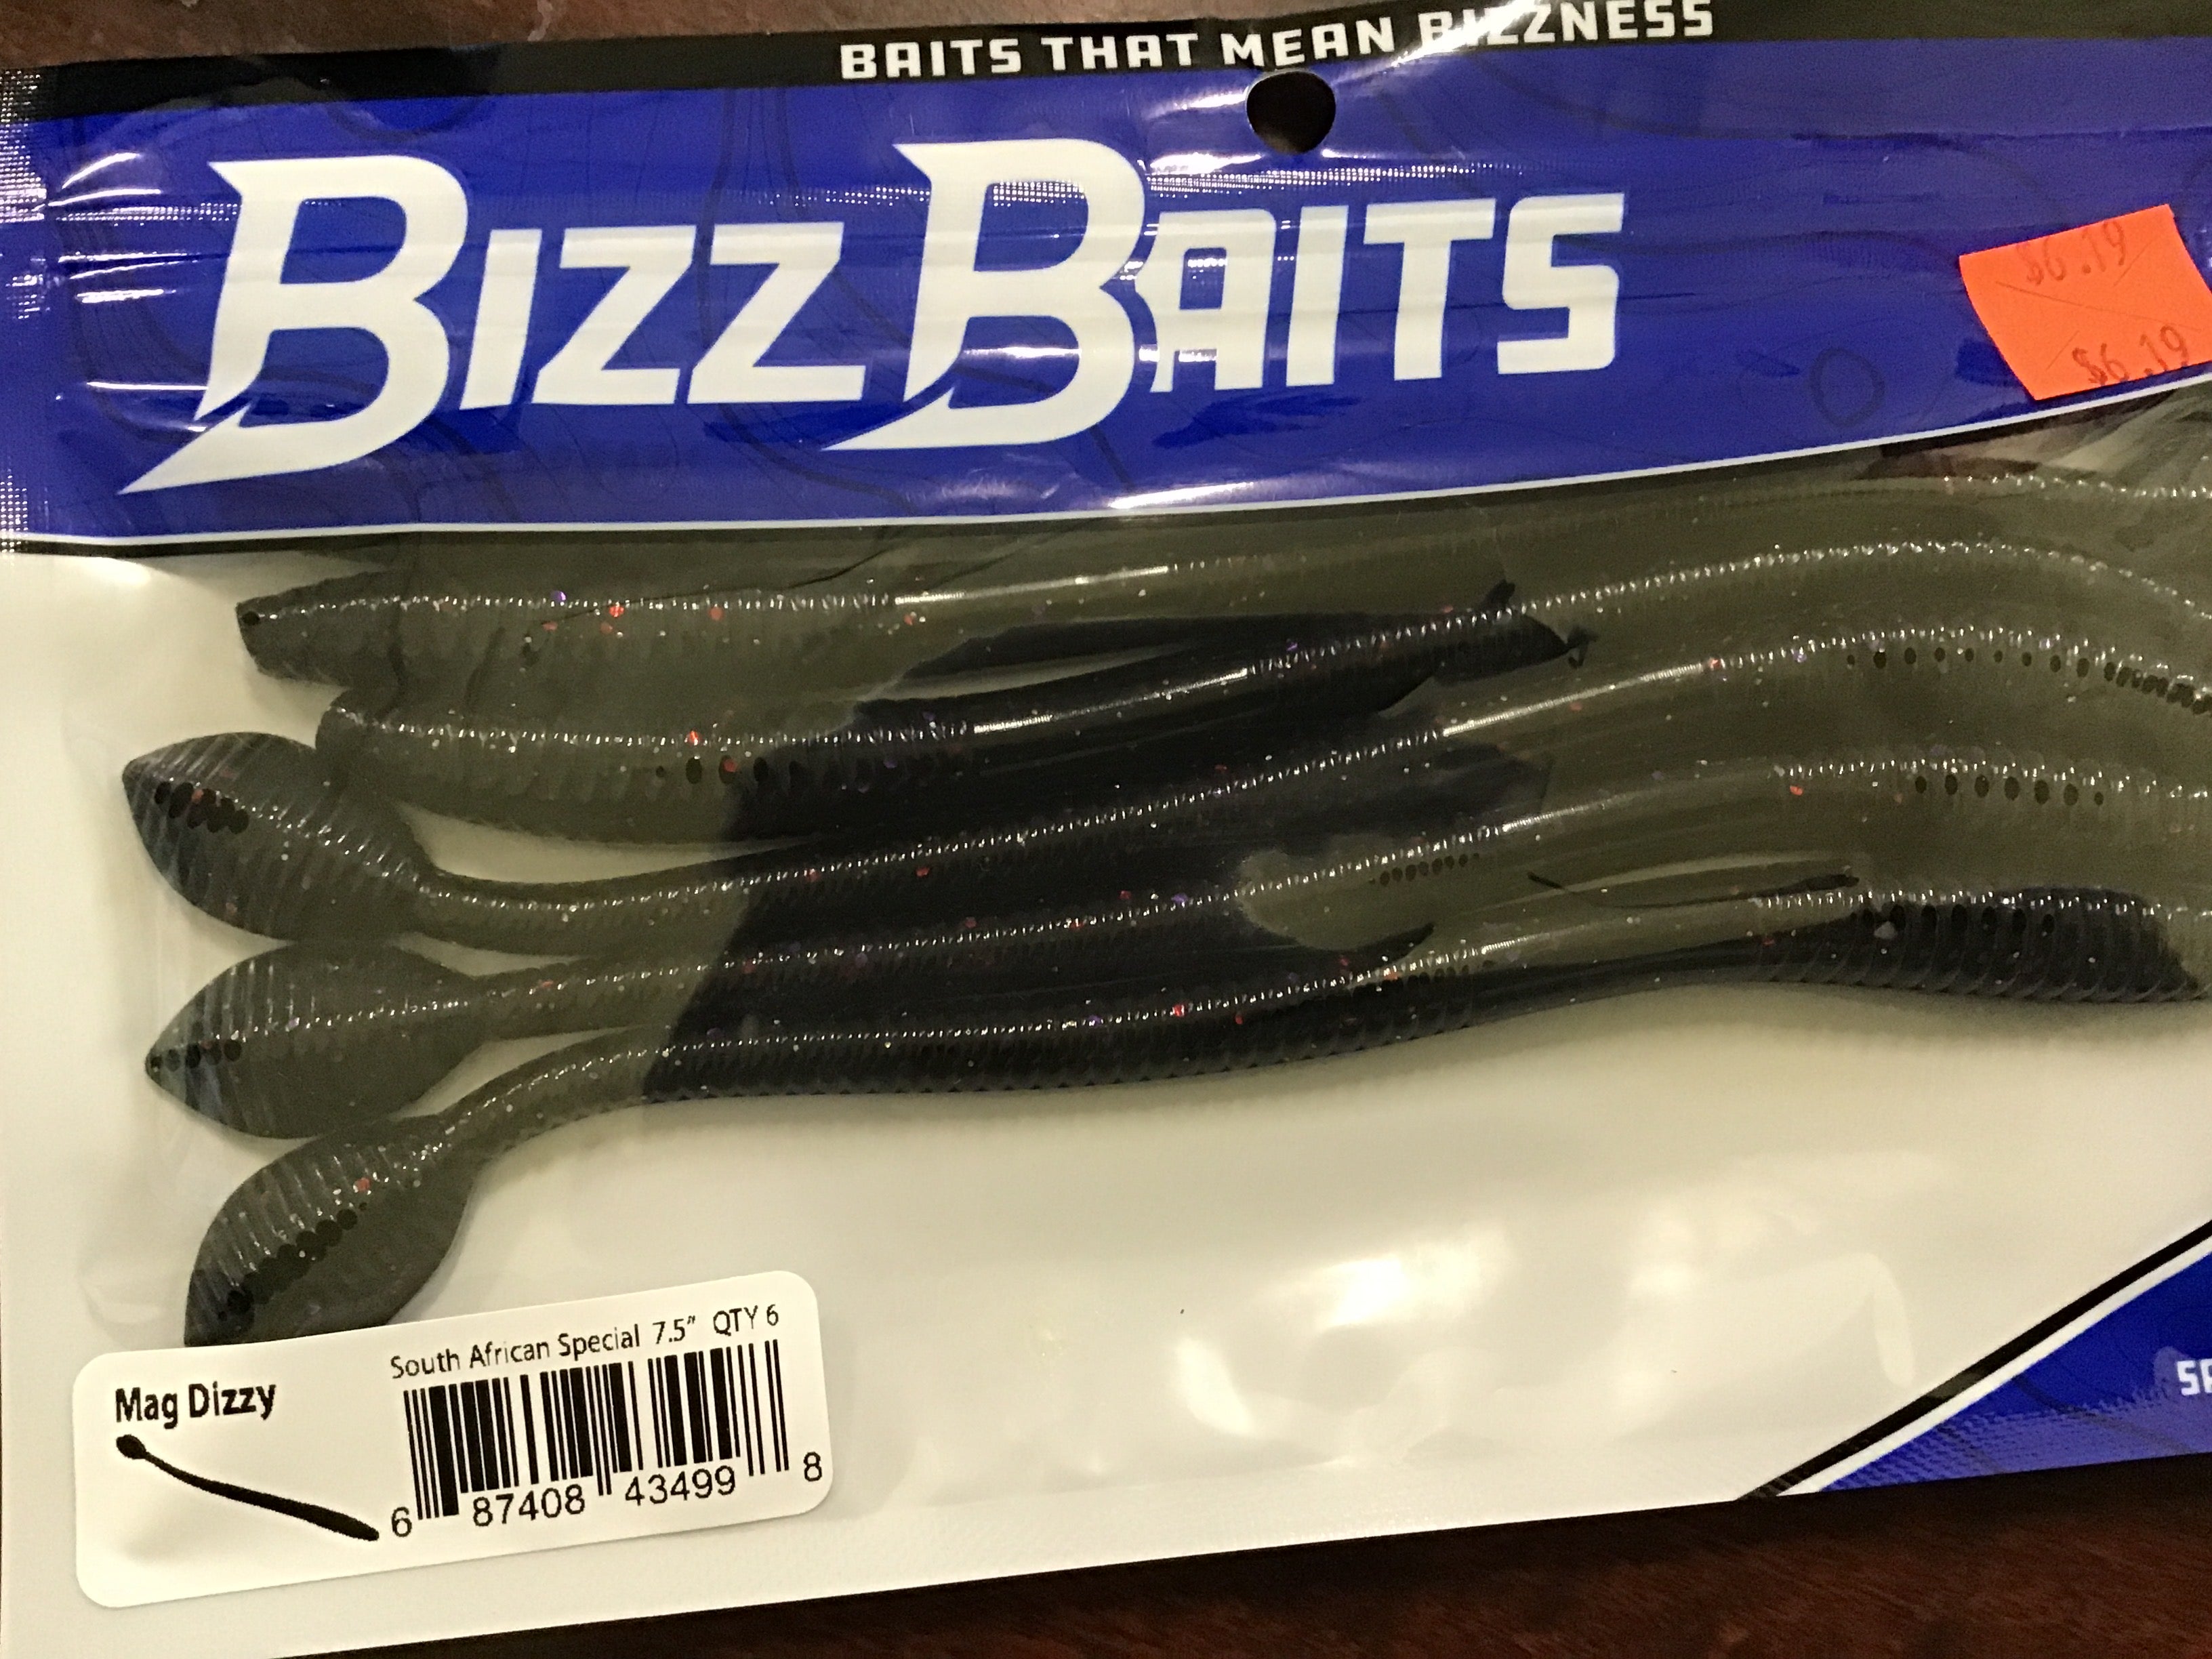 BAITS THAT MEAN BIZZNESS
BIZZ BAITS
$6.19
$6.19
South African Special 7.5" QTY 6
Mag Dizzy
6 87408 43499 8